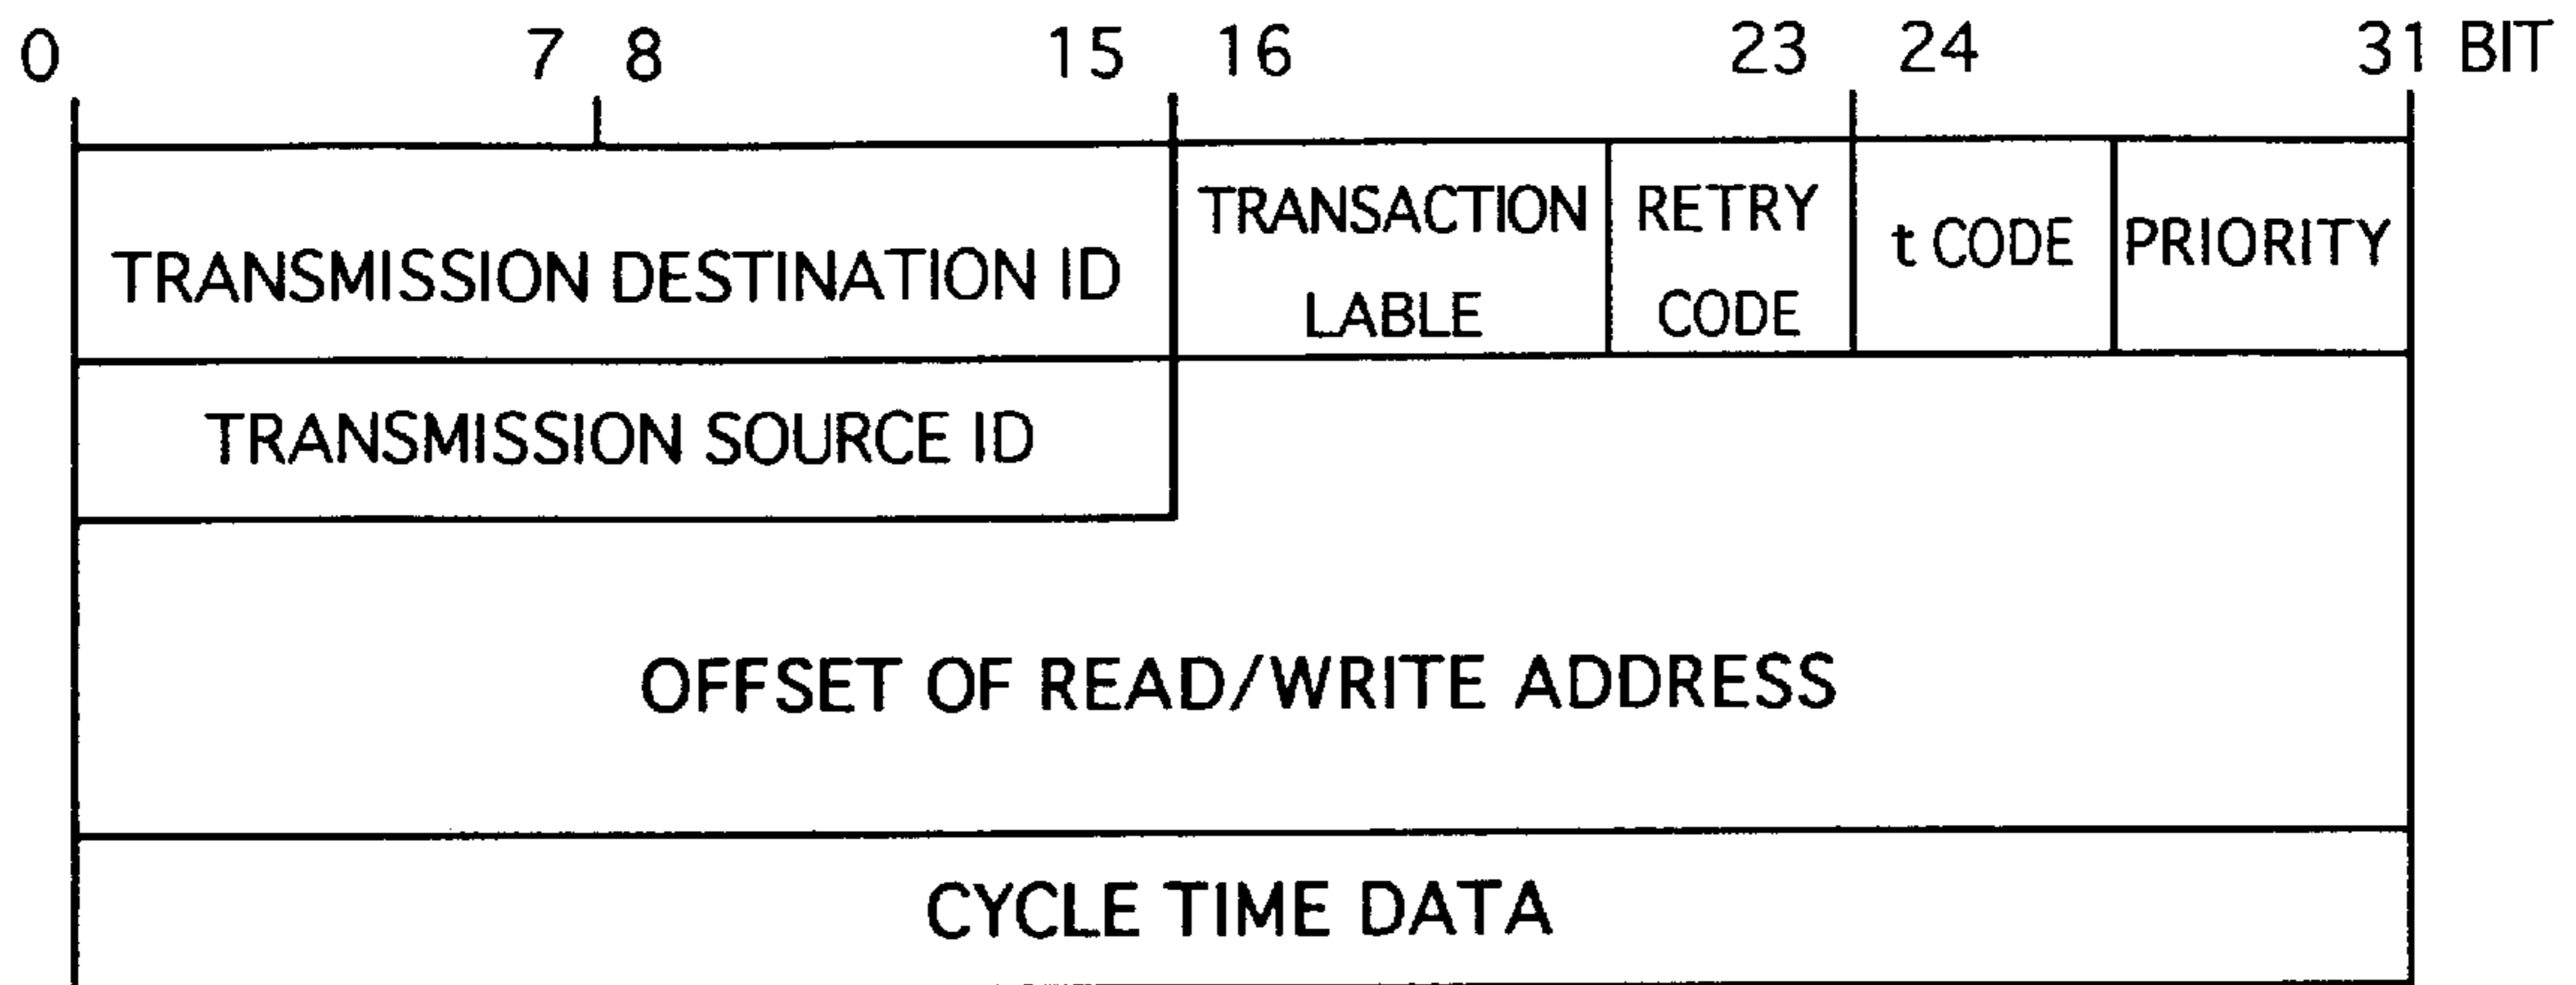 0 7 8 15 16 23 24 31 BIT
TRANSMISSION DESTINATION ID
TRANSACTION
LABLE
RETRY
CODE
t CODE
PRIORITY
TRANSMISSION SOURCE ID
OFFSET OF READ/WRITE ADDRESS
CYCLE TIME DATA